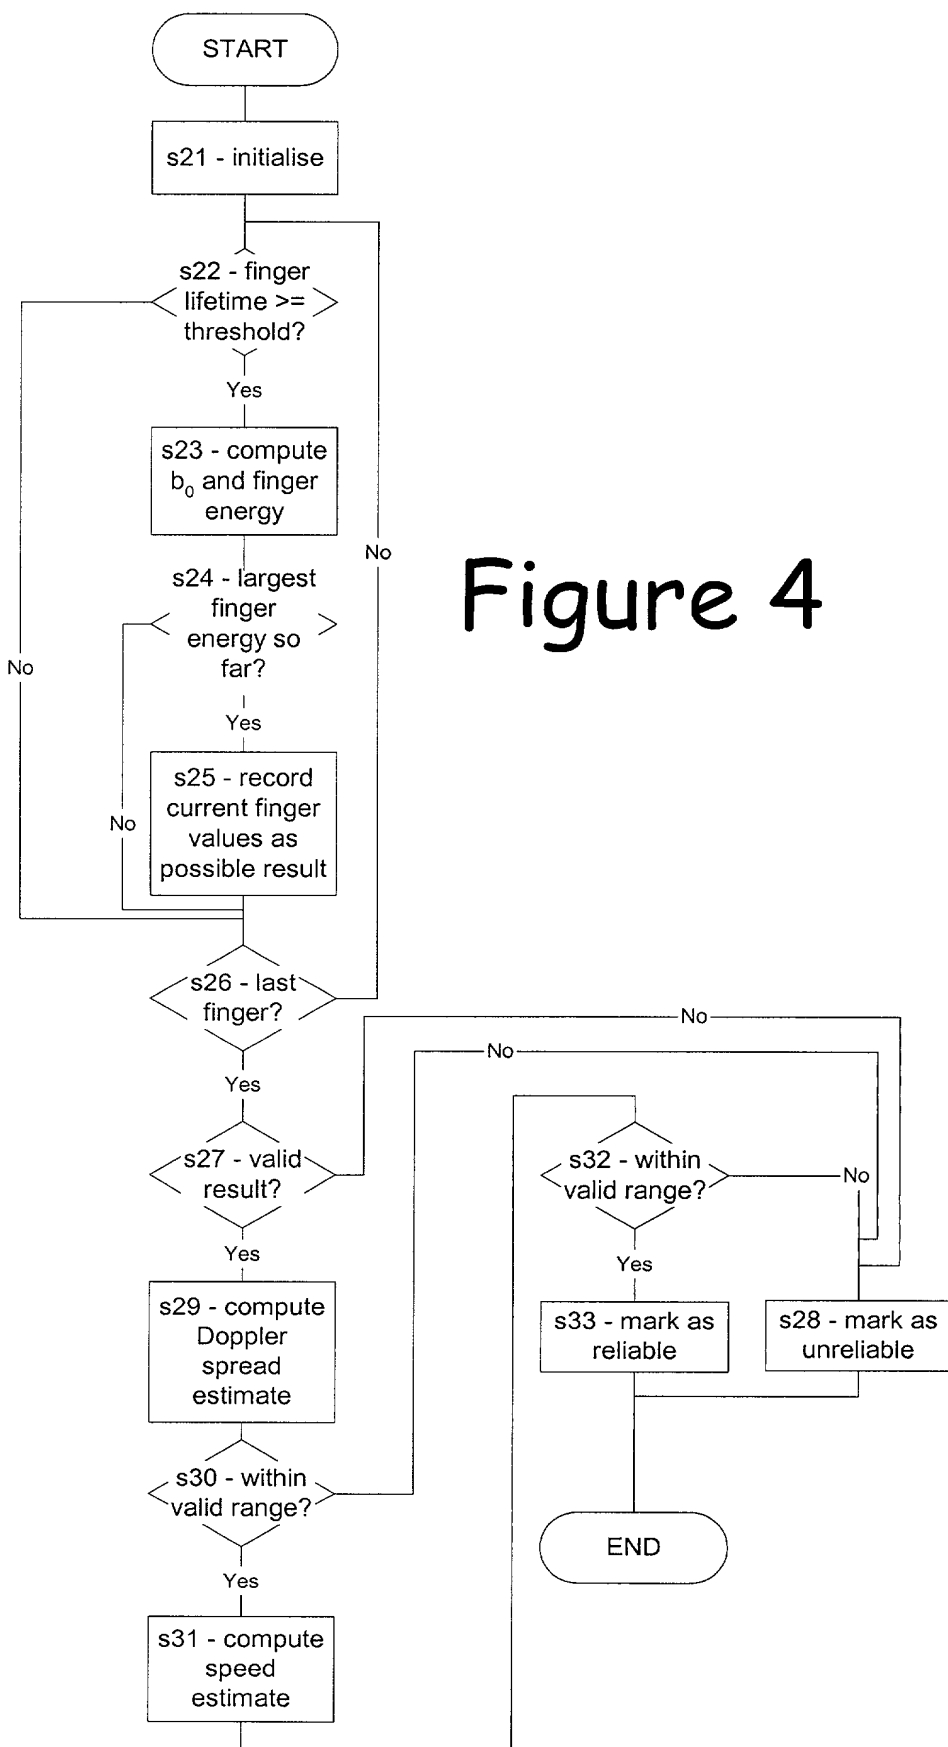 START
s21 - initialise
s22 - finger
lifetime >=
threshold?
Yes
s23 - compute
b₀ and finger
energy
No
s24 - largest
finger
energy so
far?
No
Yes
s25 - record
current finger
values as
possible result
No
Figure 4
s26 - last
finger?
Yes
No
No
s27 - valid
result?
Yes
s29 - compute
Doppler
spread
estimate
s30 - within
valid range?
Yes
s31 - compute
speed
estimate
s32 - within
valid range?
No
Yes
s33 - mark as
reliable
s28 - mark as
unreliable
END